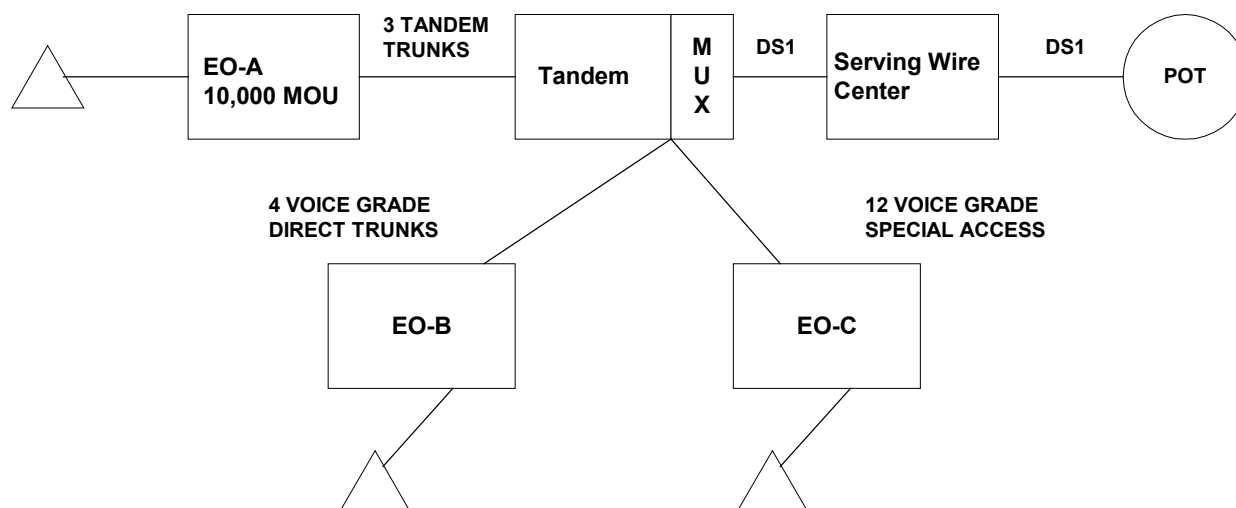 3 TANDEM
TRUNKS
EO-A
10,000 MOU
Tandem
M
U
X
DS1
Serving Wire
Center
DS1
POT
4 VOICE GRADE
DIRECT TRUNKS
12 VOICE GRADE
SPECIAL ACCESS
EO-B
EO-C